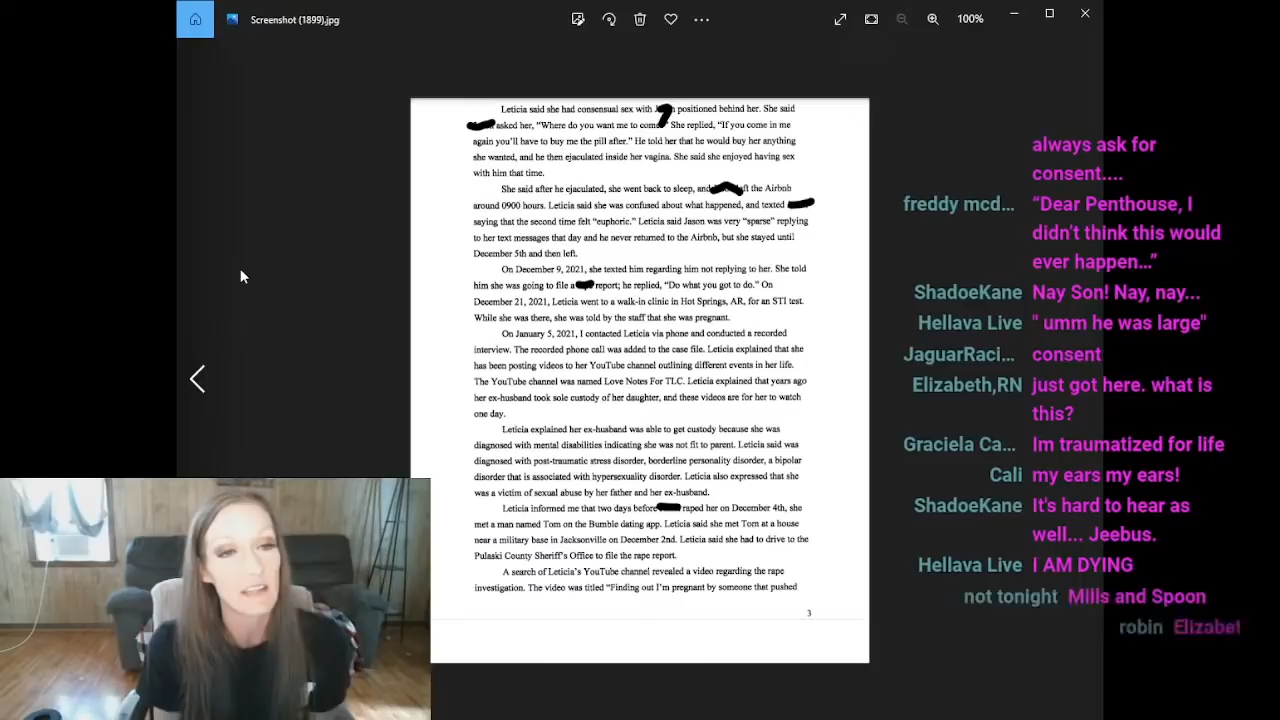 Screenshot (1899).jpg
100%
Leticia said she had consensual sex with positioned behind her. She said
asked her, “Where do you want me to come She replied, “If you come in me
again you’ll have to buy me the pill after.” He told her that he would buy her anything
she wanted, and he then ejaculated inside her vagina. She said she enjoyed having sex
with him that time.
She said after he ejaculated, she went back to sleep, and ft the Airbnb
around 0900 hours. Leticia said she was confused about what happened, and texted
saying that the second time felt “euphoric.” Leticia said Jason was very “sparse” replying
to her text messages that day and he never returned to the Airbnb, but she stayed until
December 5th and then left.
On December 9, 2021, she texted him regarding him not replying to her. She told
him she was going to file a report; he replied, “Do what you got to do.” On
December 21, 2021, Leticia went to a walk-in clinic in Hot Springs, AR, for an STI test.
While she was there, she was told by the staff that she was pregnant.
On January 5, 2021, I contacted Leticia via phone and conducted a recorded
interview. The recorded phone call was added to the case file. Leticia explained that she
has been posting videos to her YouTube channel outlining different events in her life.
The YouTube channel was named Love Notes For TLC. Leticia explained that years ago
her ex-husband took sole custody of her daughter, and these videos are for her to watch
one day.
Leticia explained her ex-husband was able to get custody because she was
diagnosed with mental disabilities indicating she was not fit to parent. Leticia said was
diagnosed with post-traumatic stress disorder, borderline personality disorder, a bipolar
disorder that is associated with hypersexuality disorder. Leticia also expressed that she
was a victim of sexual abuse by her father and her ex-husband.
Leticia informed me that two days before raped her on December 4th, she
met a man named Tom on the Bumble dating app. Leticia said she met Tom at a house
near a military base in Jacksonville on December 2nd. Leticia said she had to drive to the
Pulaski County Sheriff’s Office to file the rape report.
A search of Leticia’s YouTube channel revealed a video regarding the rape
investigation. The video was titled “Finding out I’m pregnant by someone that pushed
3
always ask for
consent....
freddy mcd... “Dear Penthouse, I
didn’t think this would
ever happen…”
ShadeKane Nay Son! Nay, nay...
Hellava Live " umm he was large"
JaguarRaci... consent
Elizabeth,RN just got here. what is
this?
Graciela Ca... Im traumatized for life
Cali my ears my ears!
ShadeKane It's hard to hear as
well... Jeebus.
Hellava Live I AM DYING
not tonight Mills and Spoon
robin Elizabet